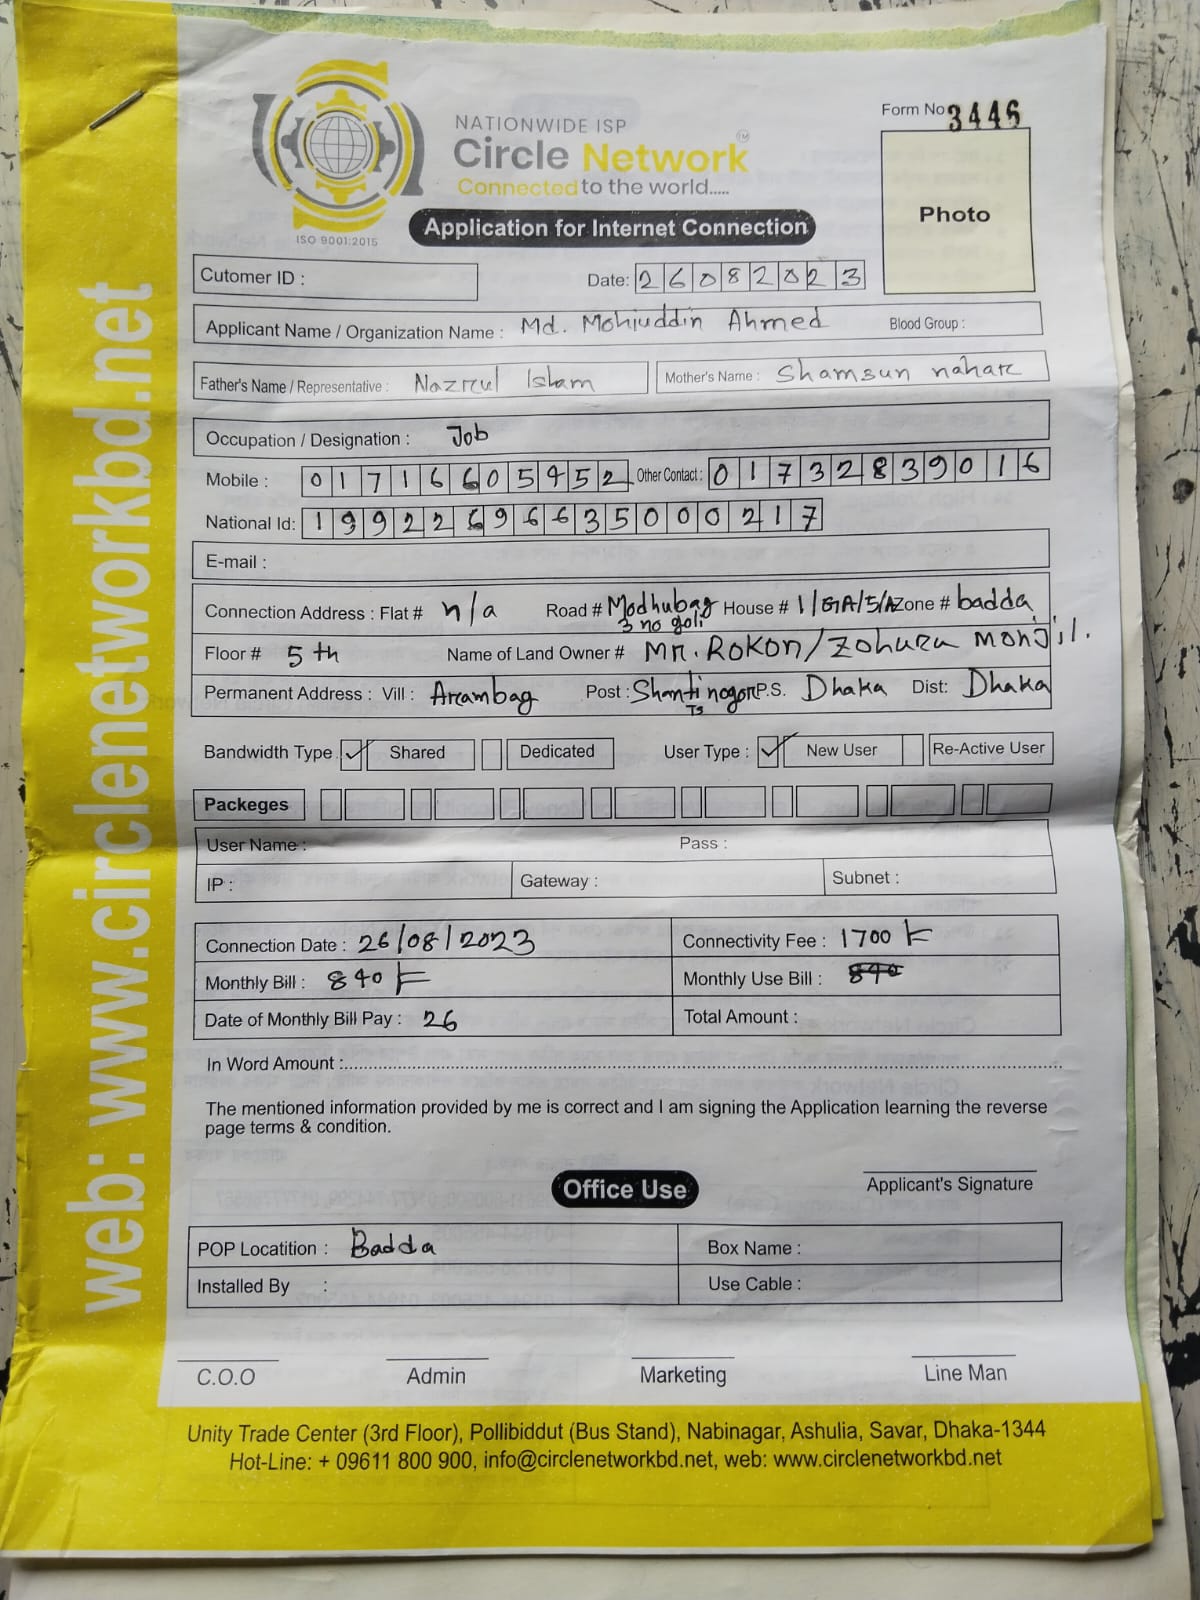 Form No 3446
NATIONWIDE ISP
Circle Network
TM
Connected to the world.....
ISO 9001:2015
Application for Internet Connection
Photo
Cutomer ID :
Date: 26082023
Applicant Name / Organization Name : Md. Mohiuddin Ahmed Blood Group :
Father's Name / Representative : Nazrul Islam Mother's Name : Shamsun nahar
Occupation / Designation : Job
Mobile : 01716605452 Other Contact : 01732839016
National Id: 19922696635000217
E-mail :
Connection Address : Flat # n/a Road # Modhubag 3 no goli House # 1/GA/5/A Zone # badda
Floor # 5 th Name of Land Owner # MR. ROKON/Zohura Monjil.
Permanent Address : Vill : Arambag Post : Shantinogor TS P.S. Dhaka Dist: Dhaka
Bandwidth Type Shared Dedicated User Type : New User Re-Active User
Packeges
User Name : Pass :
IP : Gateway : Subnet :
Connection Date : 26/08/2023 Connectivity Fee : 1700
Monthly Bill : 840 Monthly Use Bill : 840
Date of Monthly Bill Pay : 26 Total Amount :
In Word Amount :
The mentioned information provided by me is correct and I am signing the Application learning the reverse
page terms & condition.
Applicant's Signature
Office Use
POP Locatition : Badda Box Name :
Installed By : Use Cable :
C.O.O Admin Marketing Line Man
Unity Trade Center (3rd Floor), Pollibiddut (Bus Stand), Nabinagar, Ashulia, Savar, Dhaka-1344
Hot-Line: + 09611 800 900, info@circlenetworkbd.net, web: www.circlenetworkbd.net
web: www.circlenetworkbd.net